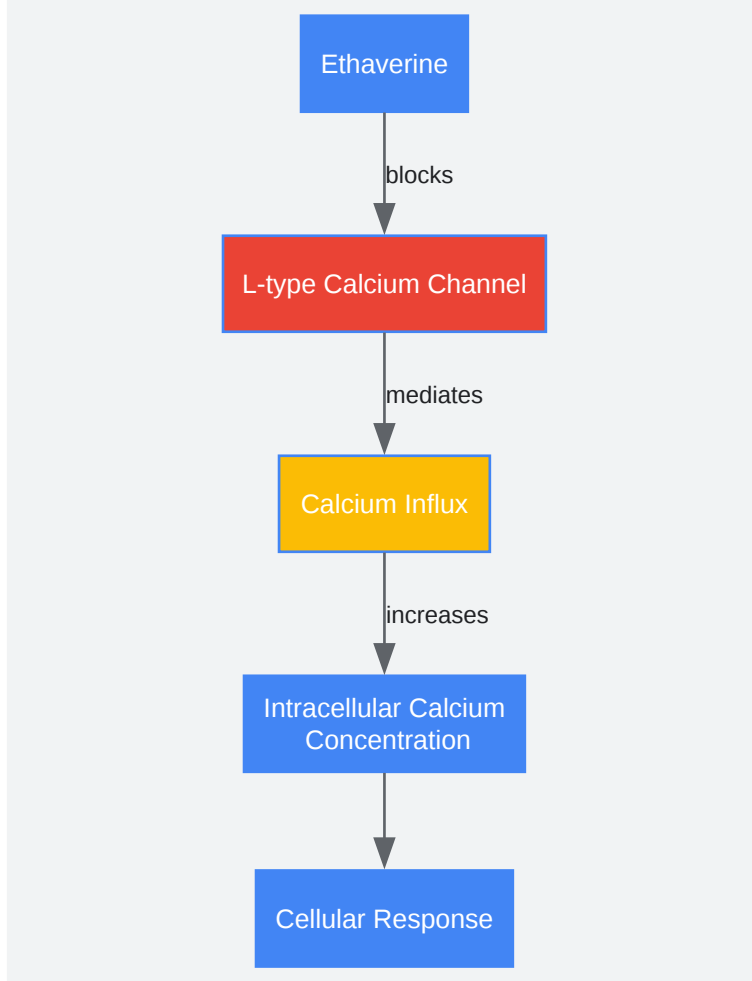 Ethaverine
blocks
L-type Calcium Channel
mediates
Calcium Influx
increases
Intracellular Calcium
Concentration
Cellular Response